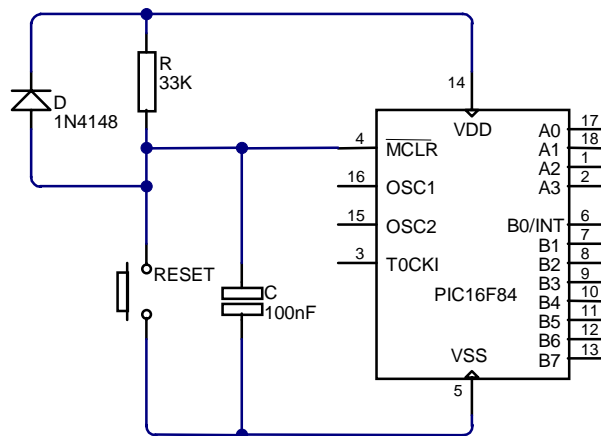 R
33K
D
1N4148
14
VDD
4
MCLR
16
OSC1
15
OSC2
3
T0CKI
A0
17
A1
18
A2
1
A3
2
B0/INT
6
B1
7
B2
8
B3
9
B4
10
B5
11
B6
12
B7
13
PIC16F84
VSS
5
RESET
C
100nF